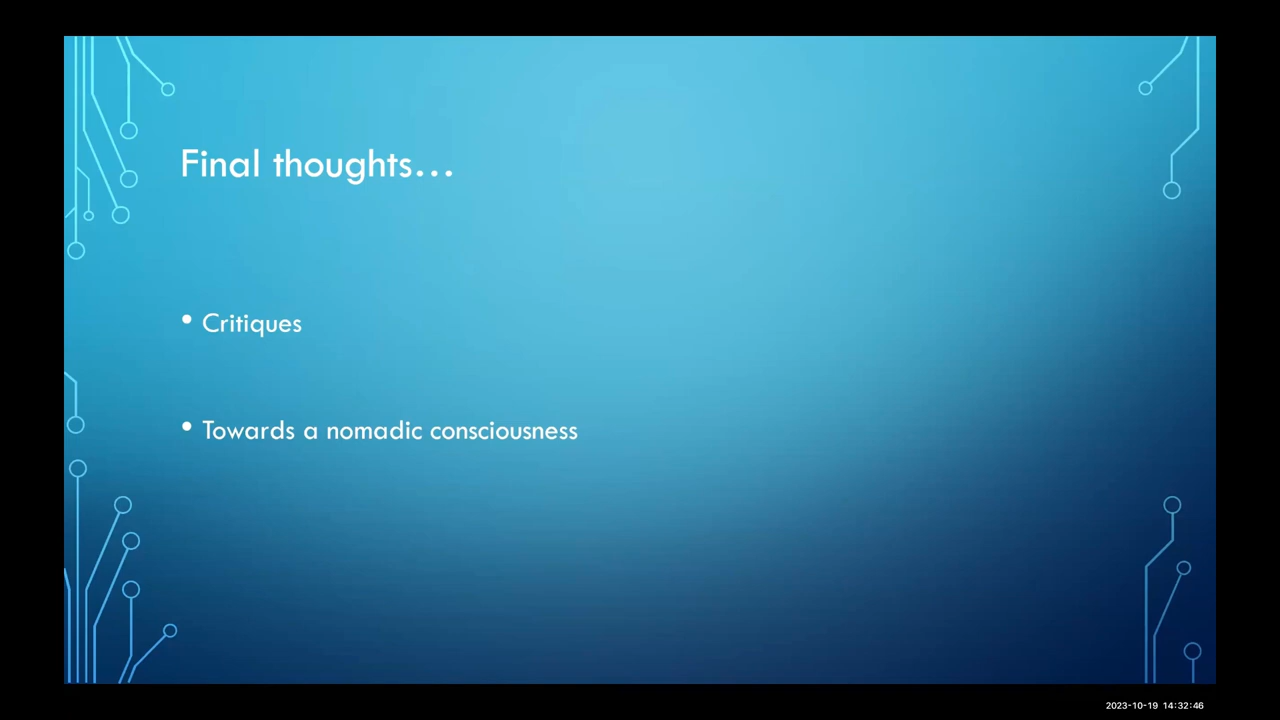 Final thoughts…
• Critiques
• Towards a nomadic consciousness
2023-10-19 14:32:46